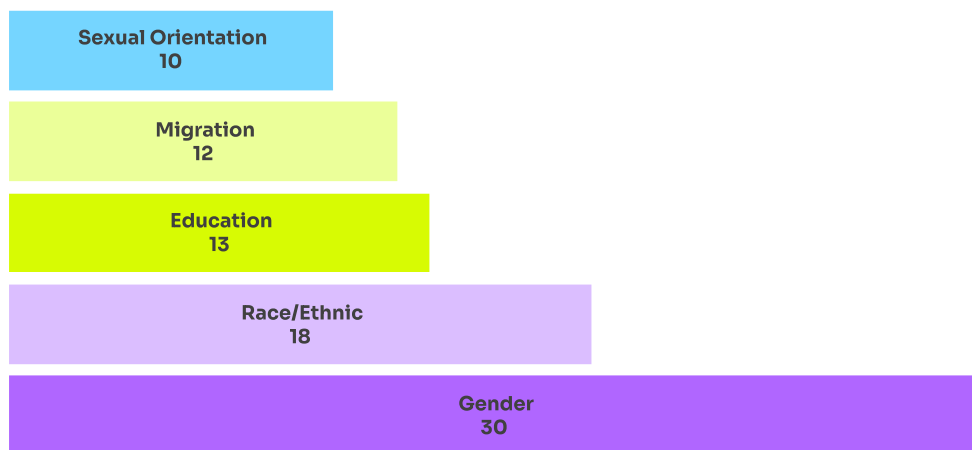 Sexual Orientation
10
Migration
12
Education
13
Race/Ethnic
18
Gender
30